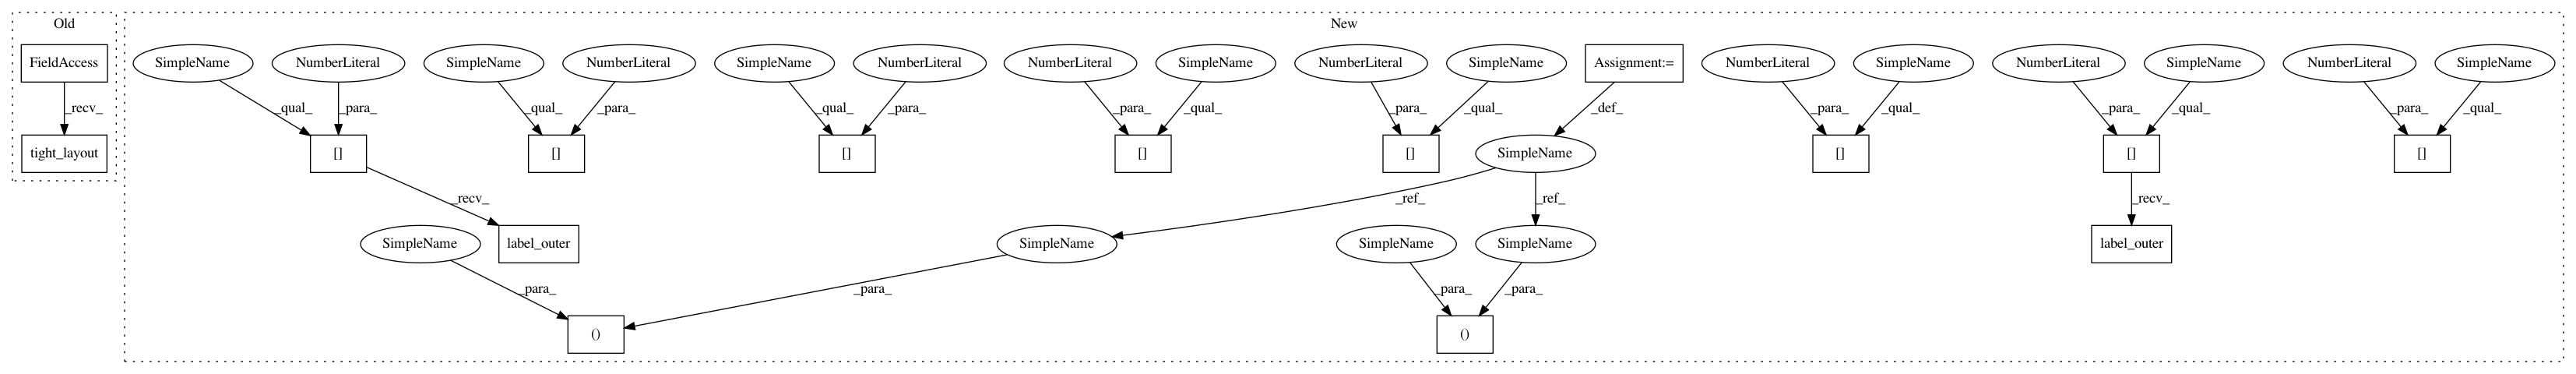 Old
New
FieldAccess
SimpleName
NumberLiteral
SimpleName
NumberLiteral
SimpleName
NumberLiteral
NumberLiteral
SimpleName
NumberLiteral
SimpleName
Assignment:=
NumberLiteral
SimpleName
NumberLiteral
SimpleName
NumberLiteral
SimpleName
_recv_
_qual_
_para_
_qual_
_para_
_qual_
_para_
_para_
_qual_
_para_
_qual_
_def_
_para_
_qual_
_para_
_qual_
_para_
_qual_
tight_layout
[]
[]
[]
[]
[]
SimpleName
[]
[]
[]
_recv_
_ref_
_ref_
_recv_
SimpleName
label_outer
SimpleName
SimpleName
SimpleName
label_outer
_para_
_para_
_para_
_para_
()
()